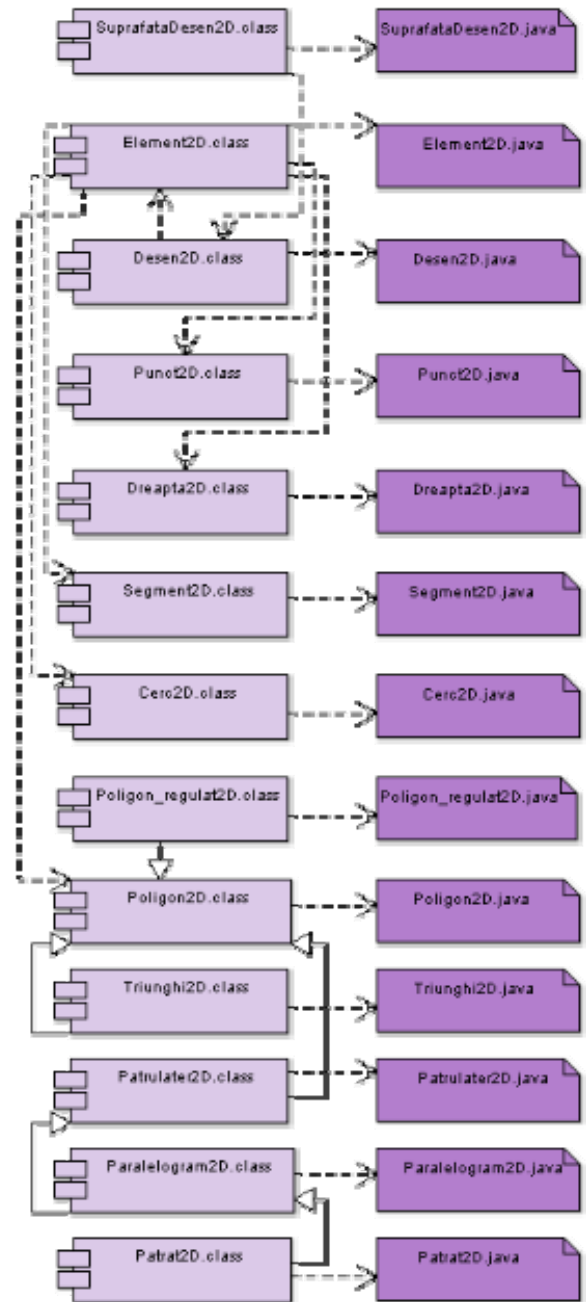 SuprafataDesen2D.class
SuprafataDesen2D.java
Element2D.class
Element2D.java
Desen2D.class
Desen2D.java
Punct2D.class
Punct2D.java
Dreapta2D.class
Dreapta2D.java
Segment2D.class
Segment2D.java
Cerc2D.class
Cerc2D.java
Poligon_regulat2D.class
Poligon_regulat2D.java
Poligon2D.class
Poligon2D.java
Triunghi2D.class
Triunghi2D.java
Patrulater2D.class
Patrulater2D.java
Paralelogram2D.class
Paralelogram2D.java
Patrat2D.class
Patrat2D.java